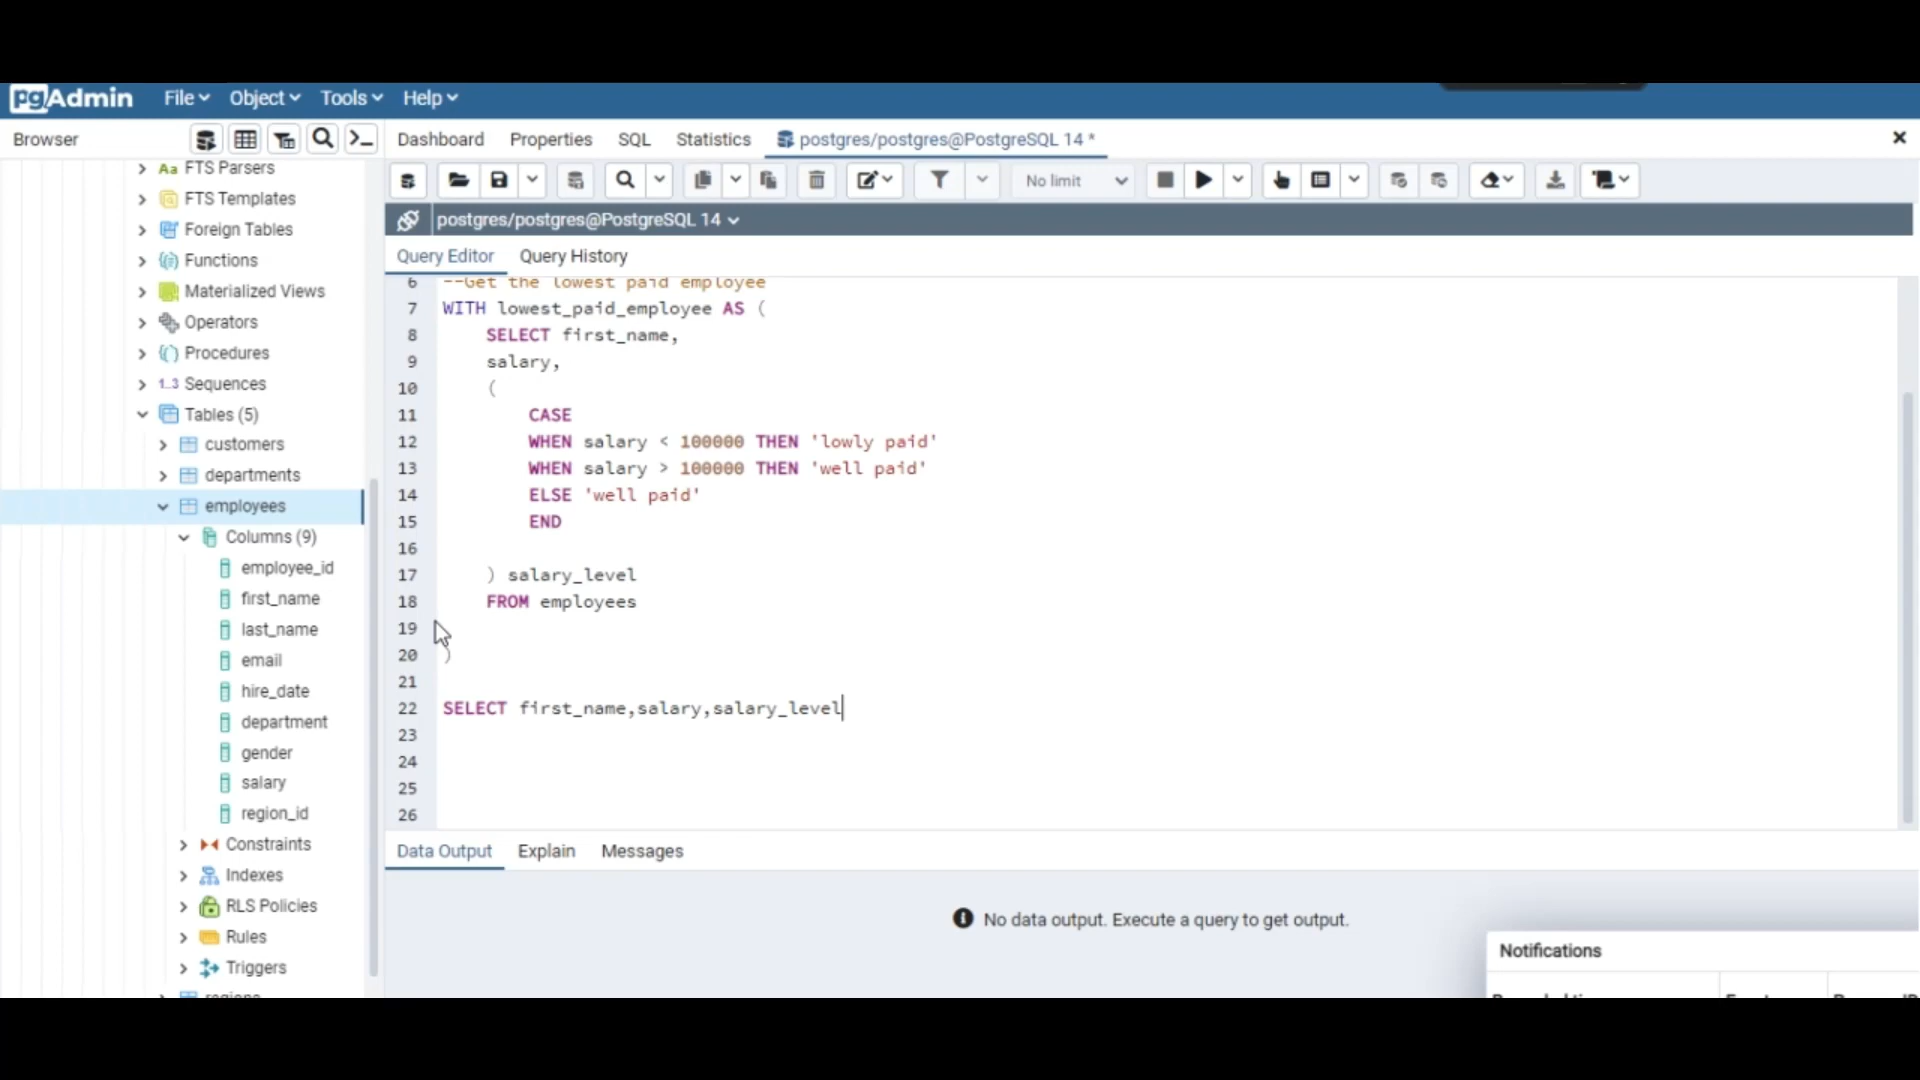 pgAdmin File Object Tools Help
Browser
Dashboard Properties SQL Statistics postgres/postgres@PostgreSQL 14 *
No limit
postgres/postgres@PostgreSQL 14
Query Editor Query History
FTS Parsers
FTS Templates
Foreign Tables
Functions
Materialized Views
Operators
Procedures
1..3 Sequences
Tables (5)
customers
departments
employees
Columns (9)
employee_id
first_name
last_name
email
hire_date
department
gender
salary
region_id
Constraints
Indexes
RLS Policies
Rules
Triggers
regions
6 --Get the lowest paid employee
7 WITH lowest_paid_employee AS (
8 SELECT first_name,
9 salary,
10 (
11 CASE
12 WHEN salary < 100000 THEN 'lowly paid'
13 WHEN salary > 100000 THEN 'well paid'
14 ELSE 'well paid'
15 END
16
17 ) salary_level
18 FROM employees
19
20 )
21
22 SELECT first_name,salary,salary_level
23
24
25
26
Data Output Explain Messages
No data output. Execute a query to get output.
Notifications